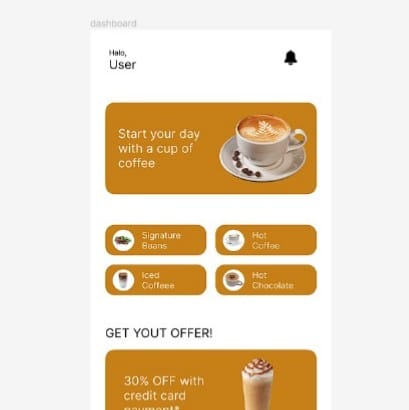 dashboard
Halo,
User
Start your day
with a cup of
coffee
Signature
Beans
Hot
Coffee
Iced
Coffeee
Hot
Chocolate
GET YOUT OFFER!
30% OFF with
credit card
payment*